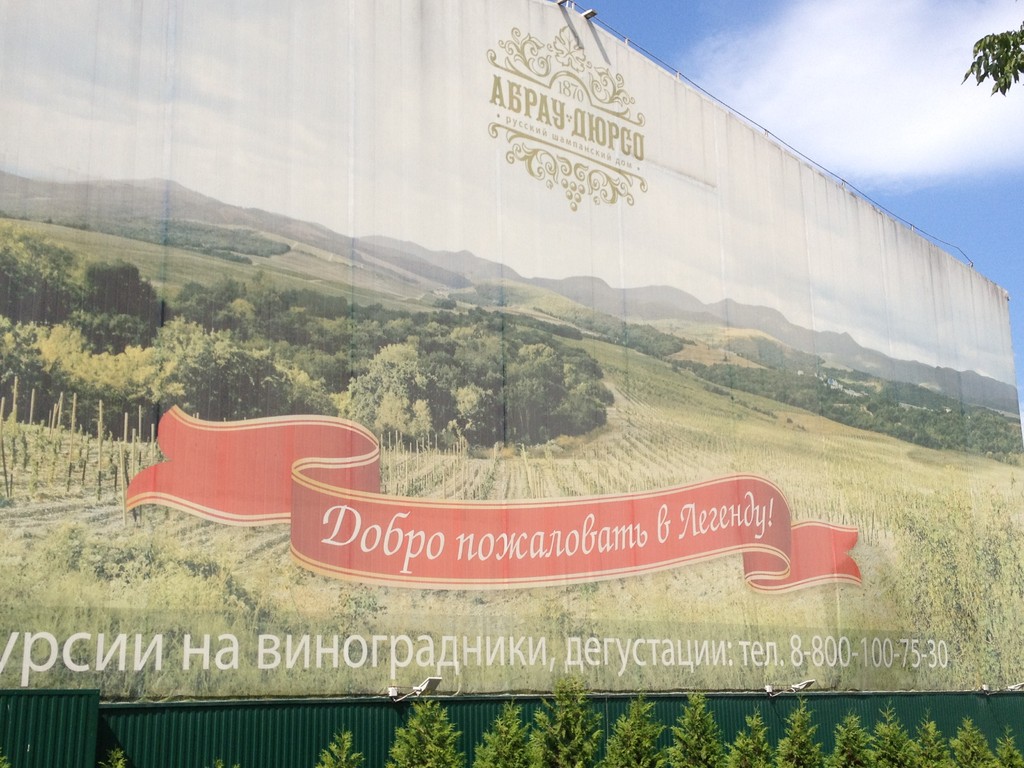 1870
АБРАУ-ДЮРСО
• русский шампанский дом •
Добро пожаловать в Легенду!
урсии на виноградники, дегустации: тел. 8-800-100-75-30